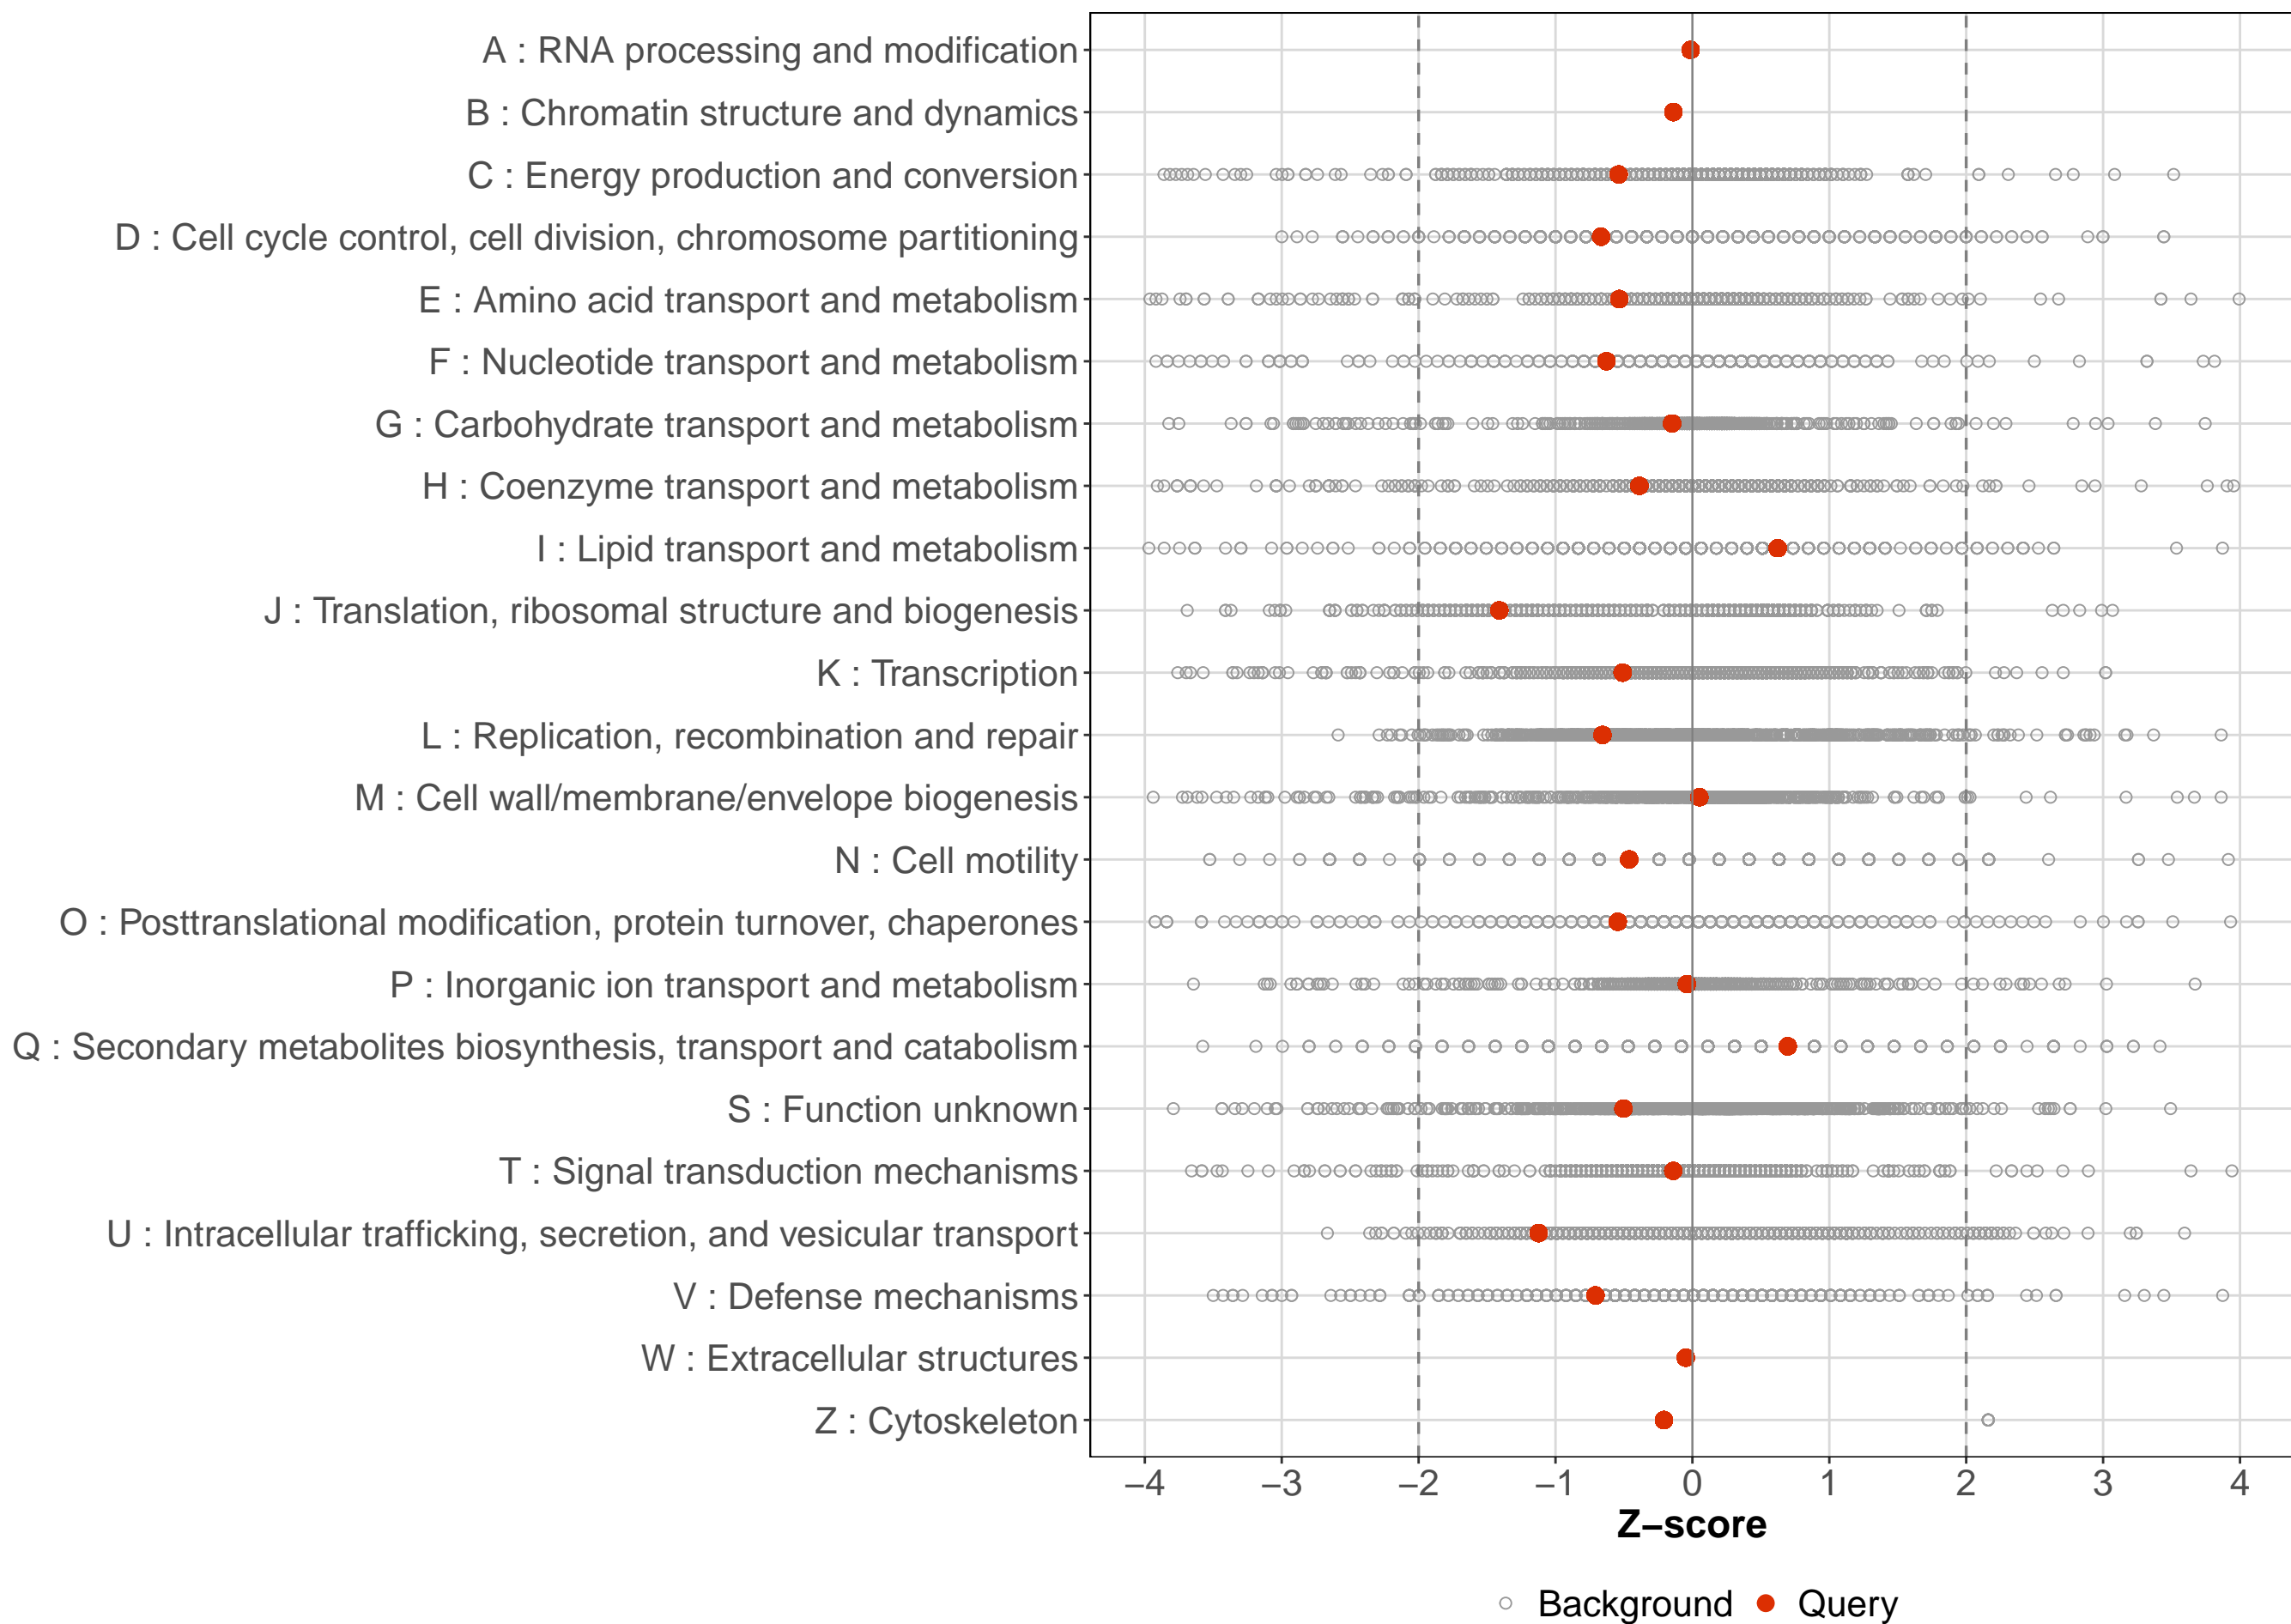 A : RNA processing and modification
B : Chromatin structure and dynamics
C : Energy production and conversion
D : Cell cycle control, cell division, chromosome partitioning
E : Amino acid transport and metabolism
F : Nucleotide transport and metabolism
G : Carbohydrate transport and metabolism
H : Coenzyme transport and metabolism
I : Lipid transport and metabolism
J : Translation, ribosomal structure and biogenesis
K : Transcription
L : Replication, recombination and repair
M : Cell wall/membrane/envelope biogenesis
N : Cell motility
O : Posttranslational modification, protein turnover, chaperones
P : Inorganic ion transport and metabolism
Q : Secondary metabolites biosynthesis, transport and catabolism
S : Function unknown
T : Signal transduction mechanisms
U : Intracellular trafficking, secretion, and vesicular transport
V : Defense mechanisms
W : Extracellular structures
Z : Cytoskeleton
−4 −3 −2 −1 0 1 2 3 4
Z−score
Background Query